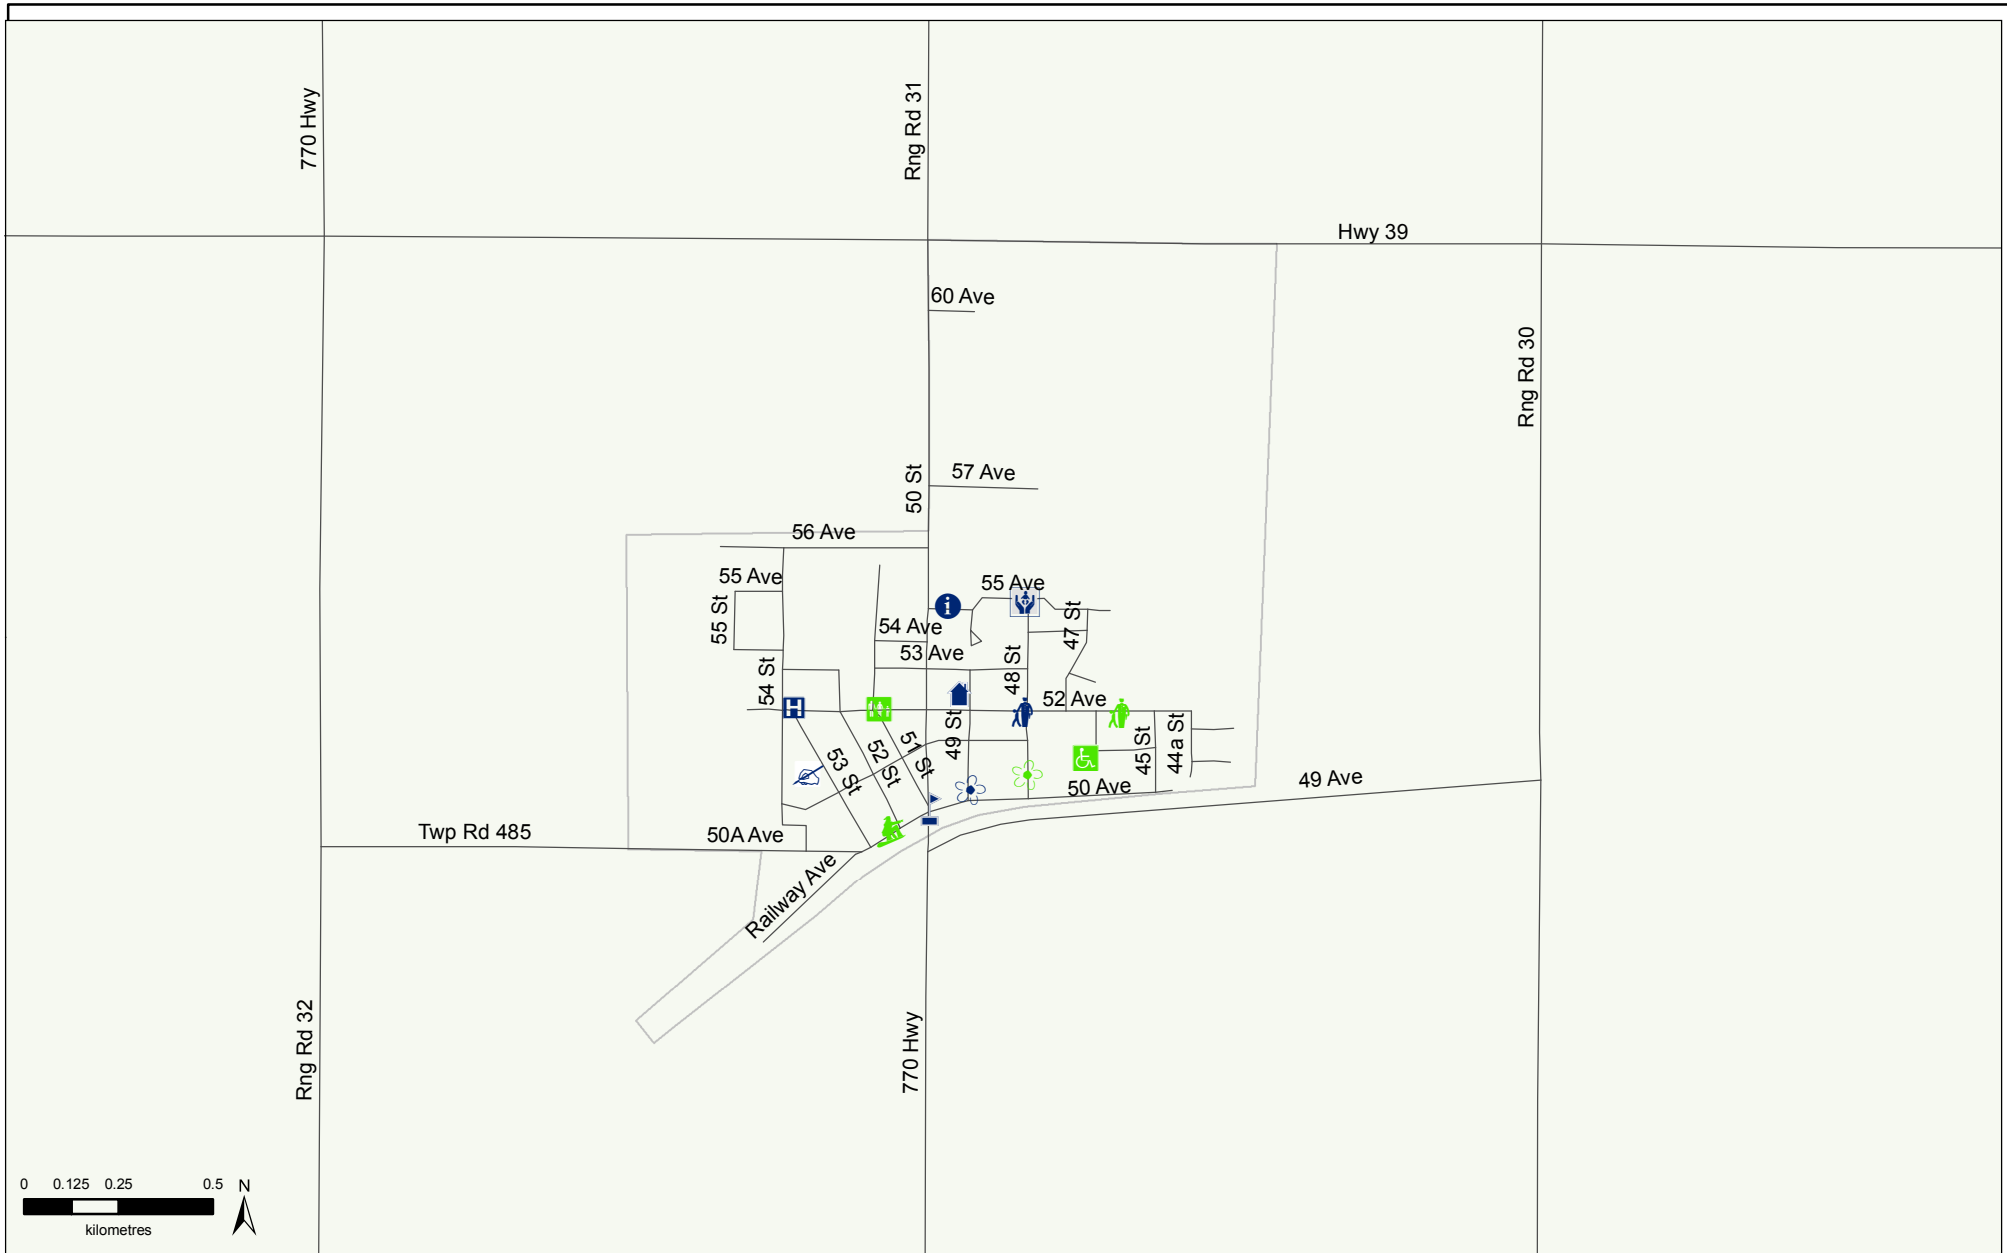 770 Hwy
Rng Rd 31
Hwy 39
60 Ave
Rng Rd 30
50 St
57 Ave
56 Ave
55 Ave
55 Ave
55 St
54 Ave
47 St
53 Ave
54 St
48 St
52 Ave
H
i
49 St
51 St
52 St
53 St
45 St
44a St
50 Ave
49 Ave
Twp Rd 485
50A Ave
Railway Ave
Rng Rd 32
770 Hwy
0 0.125 0.25 0.5 N
kilometres